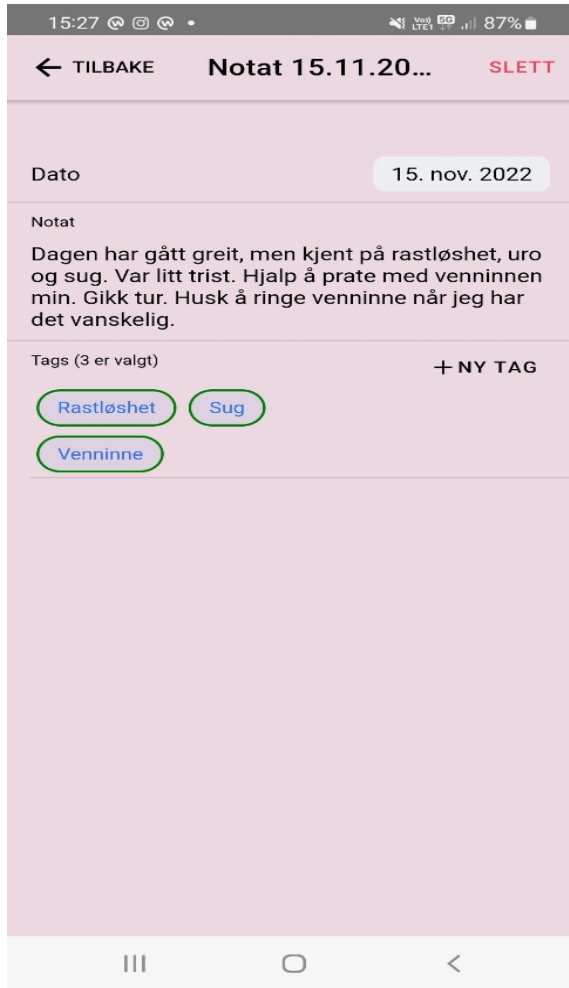 15:27 87%
TILBAKE Notat 15.11.20... SLETT
Dato 15. nov. 2022
Notat
Dagen har gått greit, men kjent på rastløshet, uro
og sug. Var litt trist. Hjalp å prate med venninnen
min. Gikk tur. Husk å ringe venninne når jeg har
det vanskelig.
Tags (3 er valgt) +NY TAG
Rastløshet Sug
Venninne